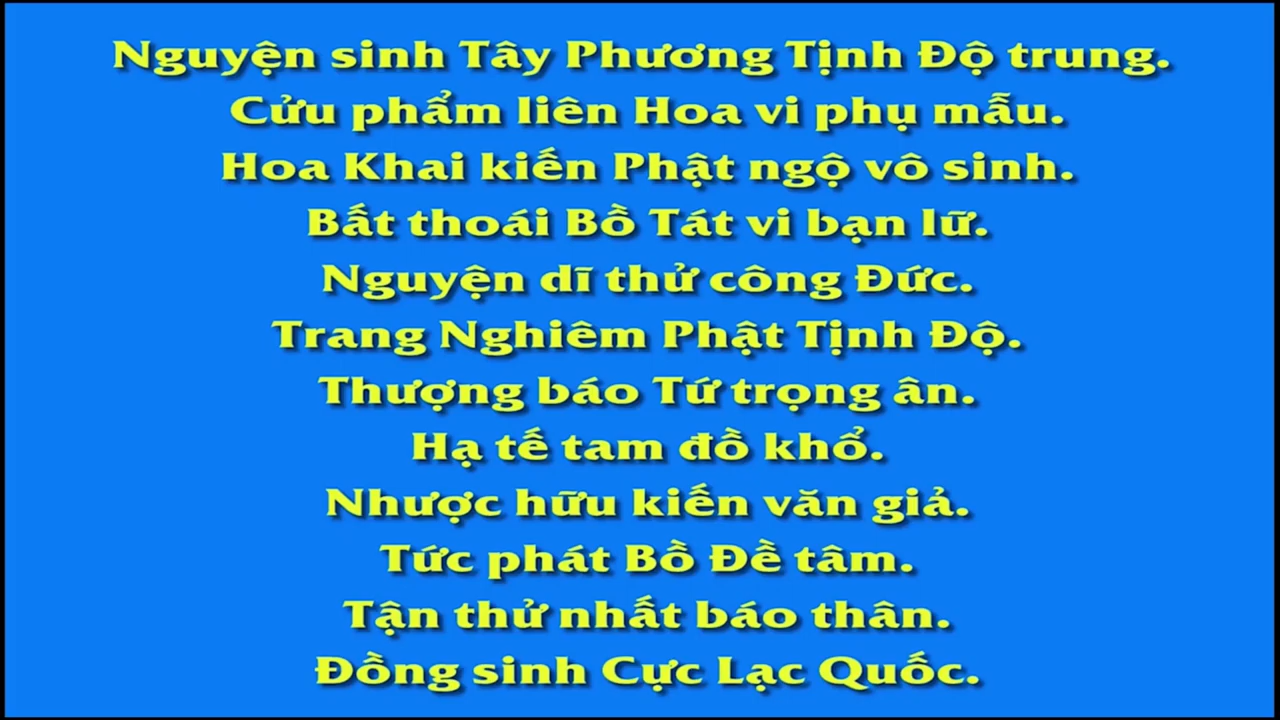 Nguyện sinh Tây Phương Tịnh Độ trung.
Cửu phẩm liên Hoa vi phụ mẫu.
Hoa Khai kiến Phật ngộ vô sinh.
Bất thoái Bồ Tát vi bạn lữ.
Nguyện dĩ thử công Đức.
Trang Nghiêm Phật Tịnh Độ.
Thượng báo Tứ trọng ân.
Hạ tế tam đồ khổ.
Nhược hữu kiến văn giả.
Tức phát Bồ Đề tâm.
Tận thử nhất báo thân.
Đồng sinh Cực Lạc Quốc.